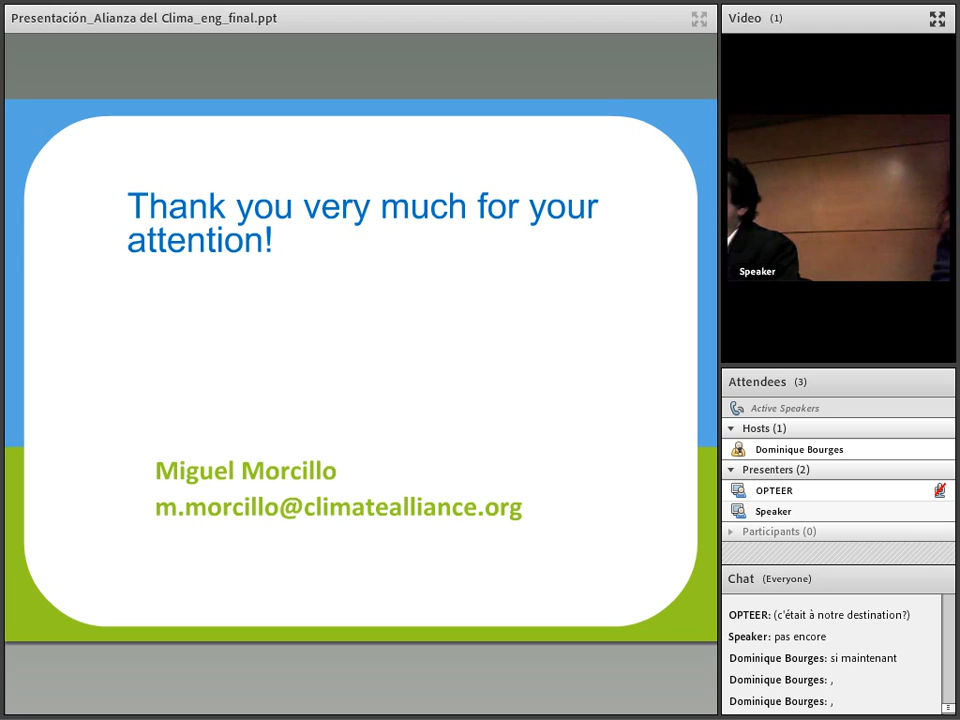 Presentación_Alianza del Clima_eng_final.ppt
Thank you very much for your
attention!
Miguel Morcillo
m.morcillo@climatealliance.org
Video (1)
Speaker
Attendees (3)
Active Speakers
Hosts (1)
Dominique Bourges
Presenters (2)
OPTEER
Speaker
Participants (0)
Chat (Everyone)
OPTEER: (c'était à notre destination?)
Speaker: pas encore
Dominique Bourges: si maintenant
Dominique Bourges: ,
Dominique Bourges: ,